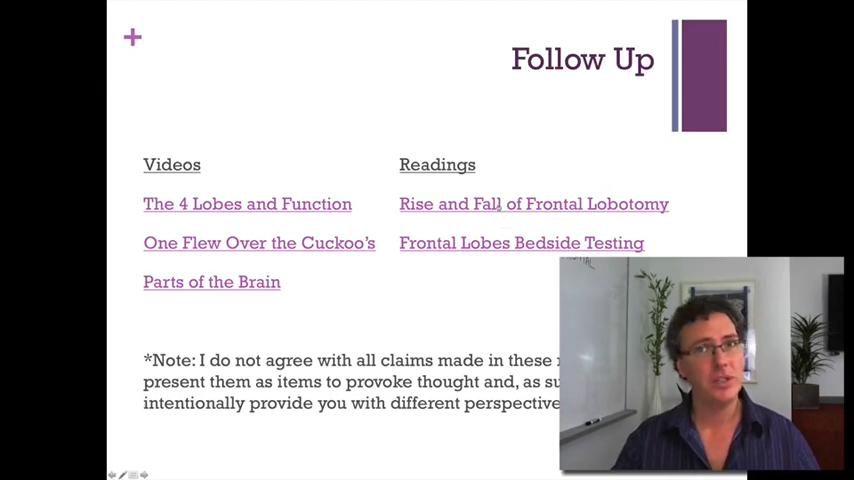 Follow Up
Videos
The 4 Lobes and Function
One Flew Over the Cuckoo's
Parts of the Brain
Readings
Rise and Fall of Frontal Lobotomy
Frontal Lobes Bedside Testing
*Note: I do not agree with all claims made in these
present them as items to provoke thought and, as
intentionally provide you with different